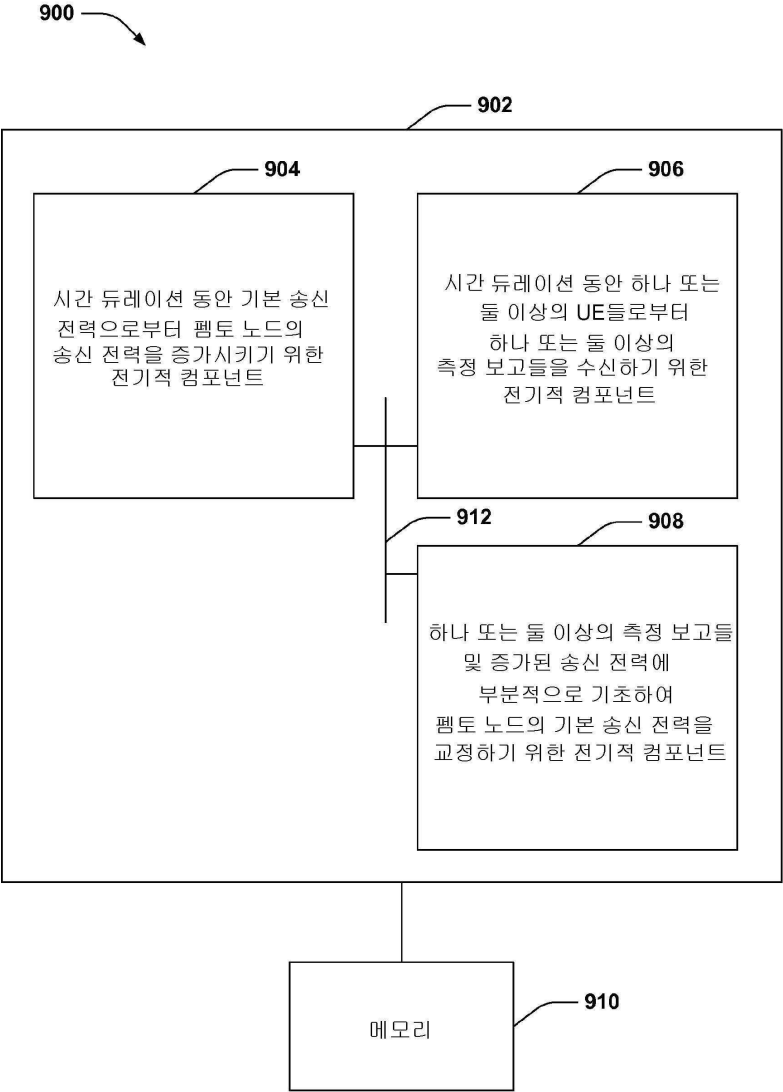 900
902
904
시간 듀레이션 동안 기본 송신
전력으로부터 펨토 노드의
송신 전력을 증가시키기 위한
전기적 컴포넌트
906
시간 듀레이션 동안 하나 또는
둘 이상의 UE들로부터
하나 또는 둘 이상의
측정 보고들을 수신하기 위한
전기적 컴포넌트
912
908
하나 또는 둘 이상의 측정 보고들
및 증가된 송신 전력에
부분적으로 기초하여
펨토 노드의 기본 송신 전력을
교정하기 위한 전기적 컴포넌트
메모리
910